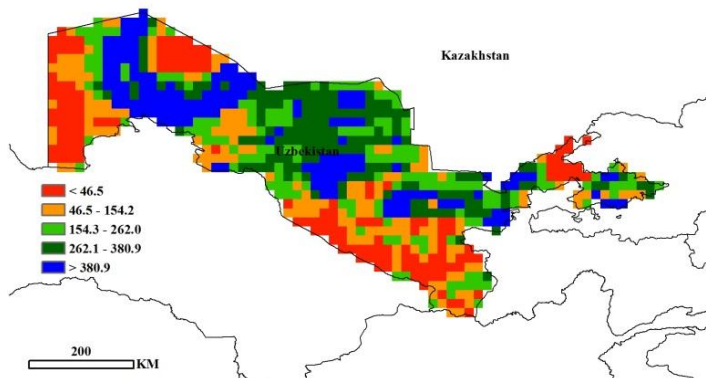 Kazakhstan
Uzbekistan
< 46.5
46.5 - 154.2
154.3 - 262.0
262.1 - 380.9
> 380.9
200
KM